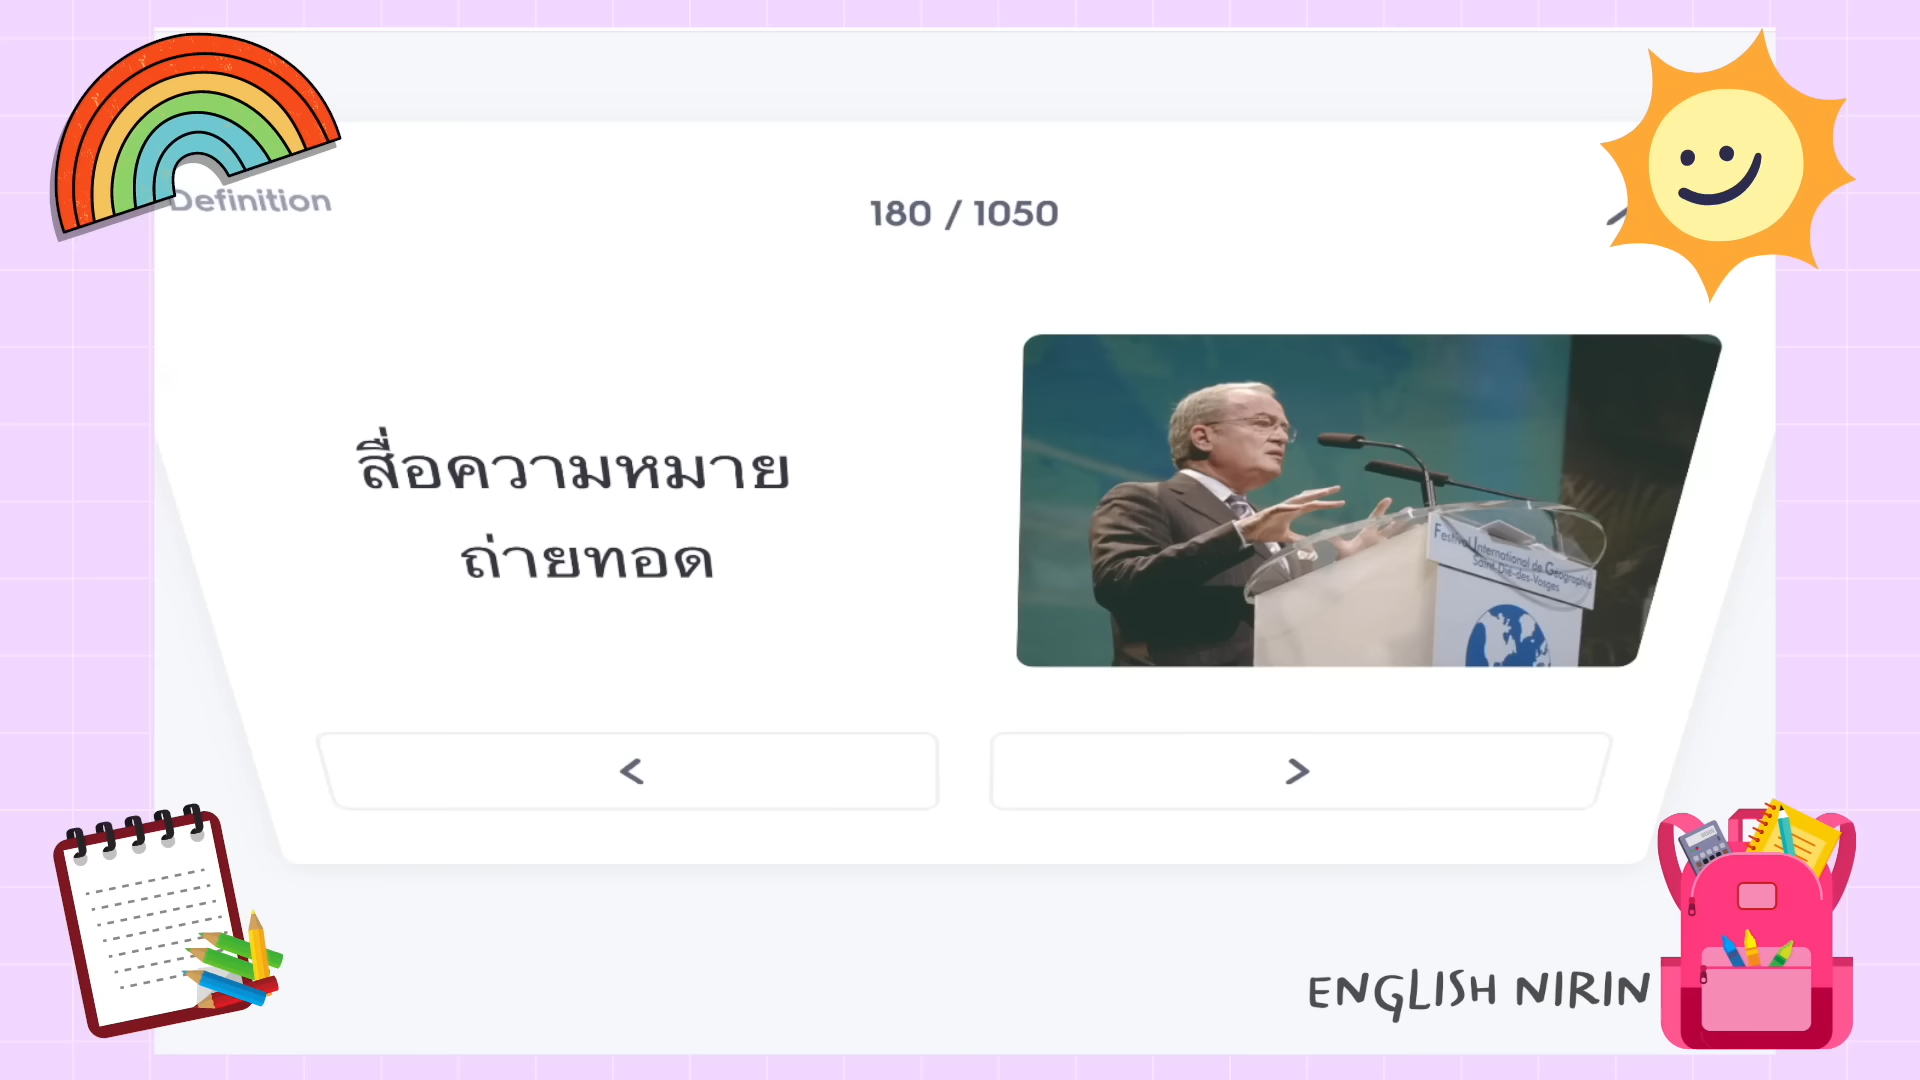 Definition
180 / 1050
สื่อความหมาย
ถ่ายทอด
Festival International de Géographie
Saint-Dié-des-Vosges
<
>
ENGLISH NIRIN